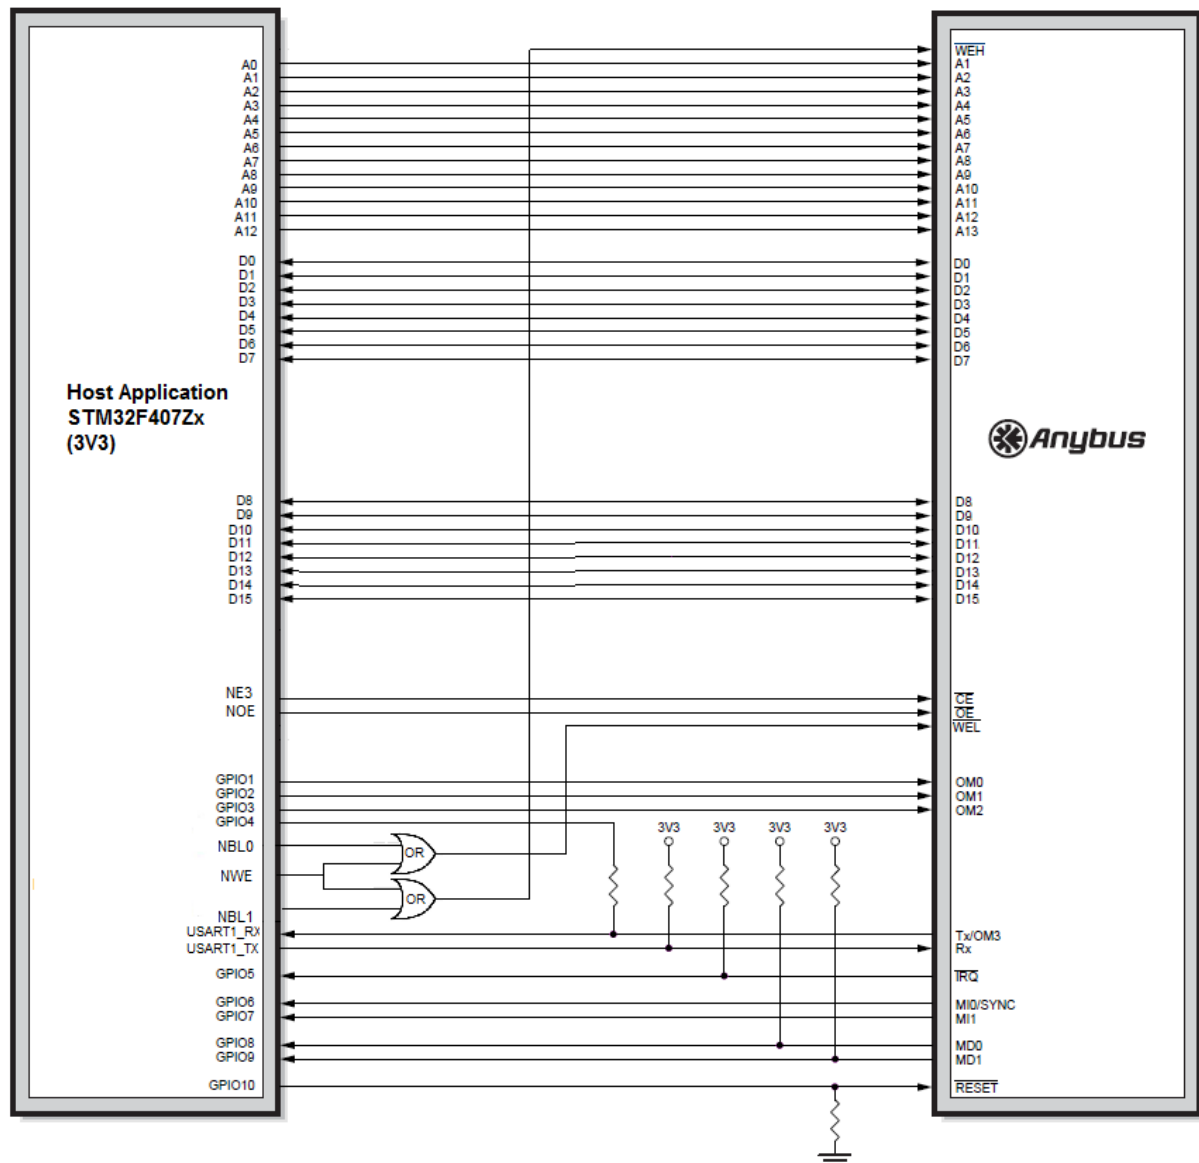 WEH
A0 A1
A1 A2
A2 A3
A3 A4
A4 A5
A5 A6
A6 A7
A7 A8
A8 A9
A9 A10
A10 A11
A11 A12
A12 A13
D0 D0
D1 D1
D2 D2
D3 D3
D4 D4
D5 D5
D6 D6
D7 D7
Host Application
STM32F407Zx
(3V3)
Anybus
D8 D8
D9 D9
D10 D10
D11 D11
D12 D12
D13 D13
D14 D14
D15 D15
NE3 CE
NOE OE
WEL
GPIO1 OM0
GPIO2 OM1
GPIO3 OM2
GPIO4
3V3 3V3 3V3 3V3
NBL0 OR
NWE
OR
NBL1
USART1_RX Tx/OM3
USART1_TX Rx
GPIO5 IRQ
GPIO6 MI0/SYNC
GPIO7 MI1
GPIO8 MD0
GPIO9 MD1
GPIO10 RESET